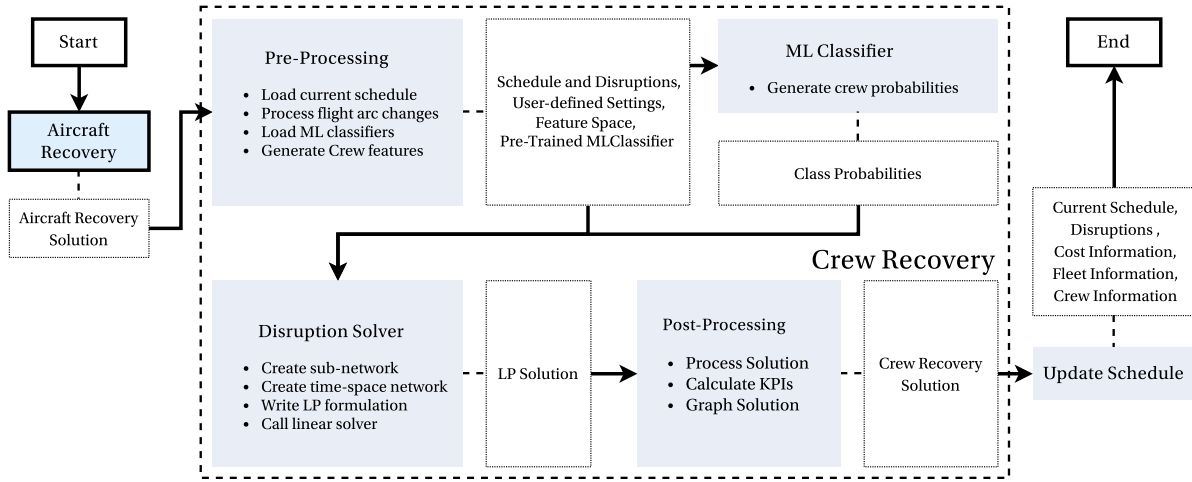 Start
Aircraft
Recovery
Aircraft Recovery
Solution
Pre-Processing
• Load current schedule
• Process flight arc changes
• Load ML classifiers
• Generate Crew features
Schedule and Disruptions,
User-defined Settings,
Feature Space,
Pre-Trained MLClassifier
ML Classifier
• Generate crew probabilities
Class Probabilities
Crew Recovery
Disruption Solver
• Create sub-network
• Create time-space network
• Write LP formulation
• Call linear solver
LP Solution
Post-Processing
• Process Solution
• Calculate KPIs
• Graph Solution
Crew Recovery
Solution
Update Schedule
Current Schedule,
Disruptions ,
Cost Information,
Fleet Information,
Crew Information
End